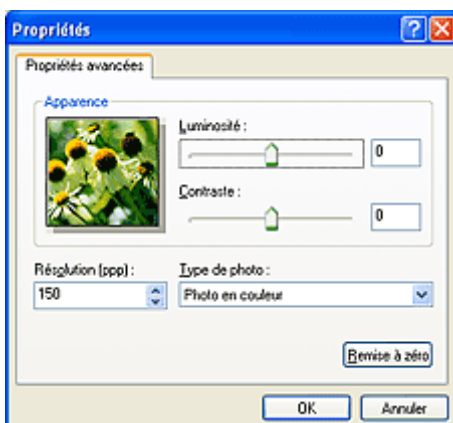 Propriétés
Propriétés avancées
Apparence
Luminosité :
0
Contraste :
0
Résolution (ppp) :
150
Type de photo :
Photo en couleur
Remise à zéro
OK
Annuler